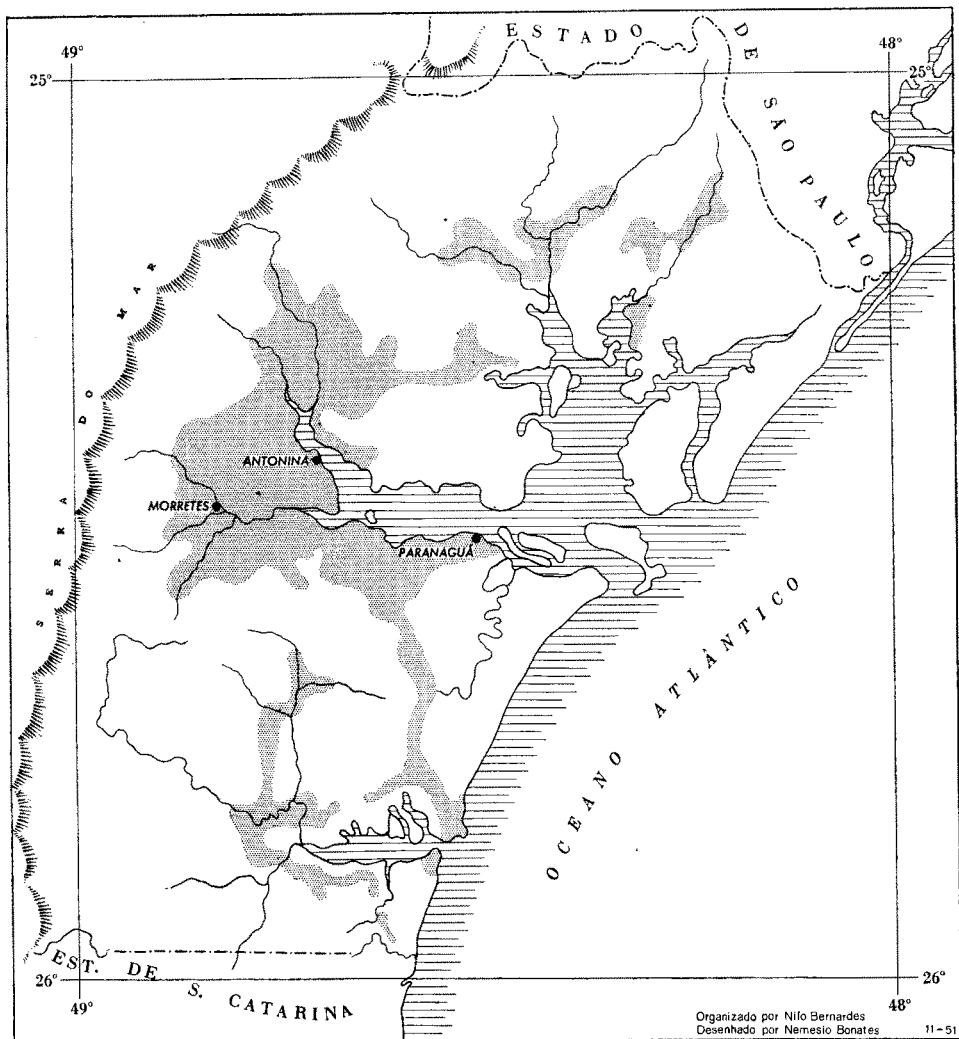 49°
48°
25°
25°
ESTADO DE SÃO PAULO
SERRA DO MAR
ANTONINA
MORRETES
PARANAGUÁ
OCEANO ATLÂNTICO
EST. DE S. CATARINA
26°
26°
49°
48°
Organizado por Nilo Bernardes
Desenhado por Nemesio Bonates 11-51